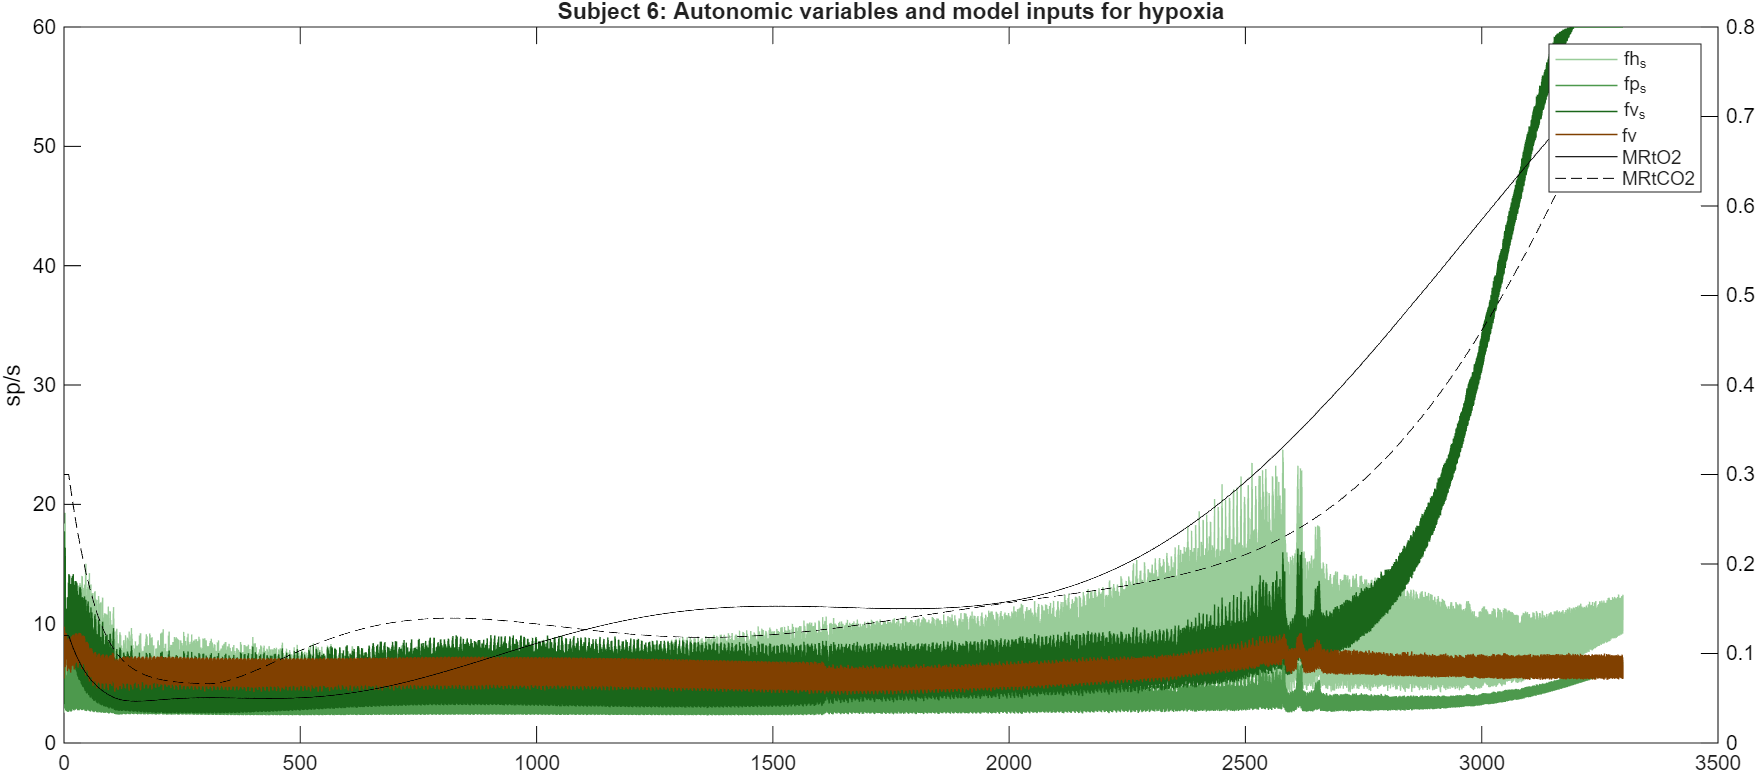 Subject 6: Autonomic variables and model inputs for hypoxia
60
50
40
30
20
10
0
sp/s
0.8
0.7
0.6
0.5
0.4
0.3
0.2
0.1
0
fhs
fps
fvs
fv
MRtO2
MRtCO2
0 500 1000 1500 2000 2500 3000 3500